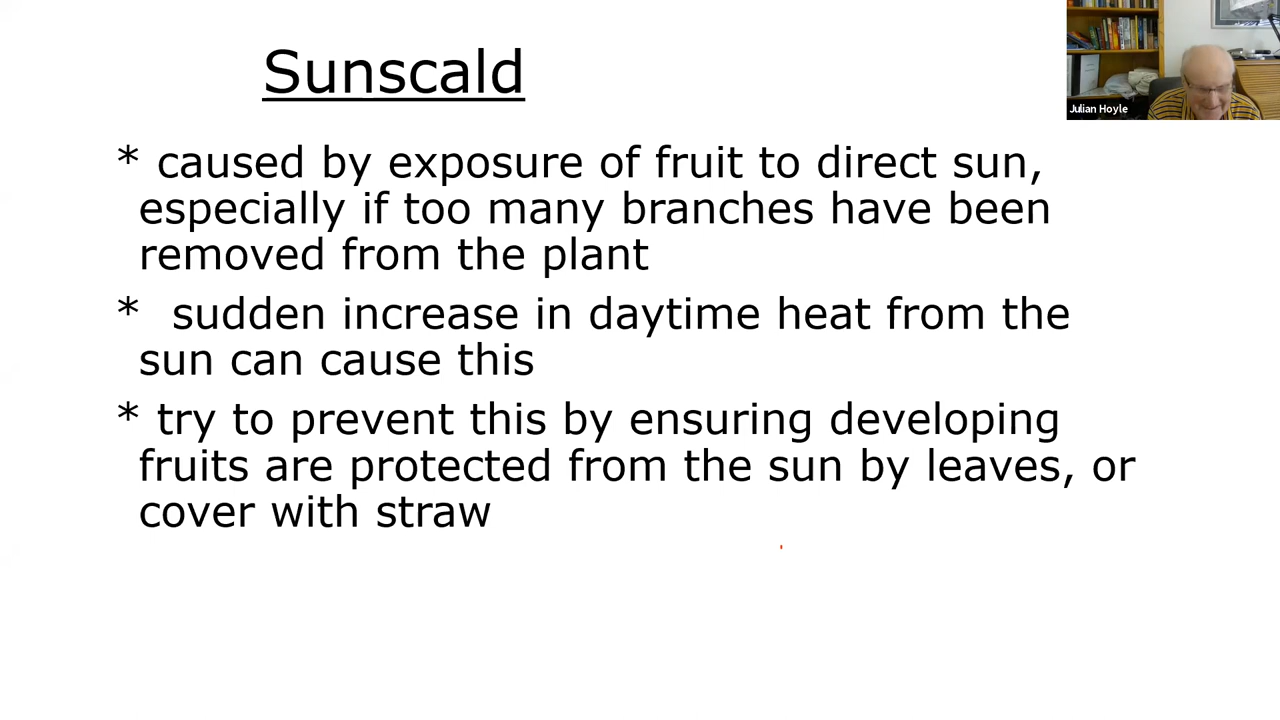 Sunscald
Julian Hoyle
* caused by exposure of fruit to direct sun,
especially if too many branches have been
removed from the plant
*  sudden increase in daytime heat from the
sun can cause this
* try to prevent this by ensuring developing
fruits are protected from the sun by leaves, or
cover with straw